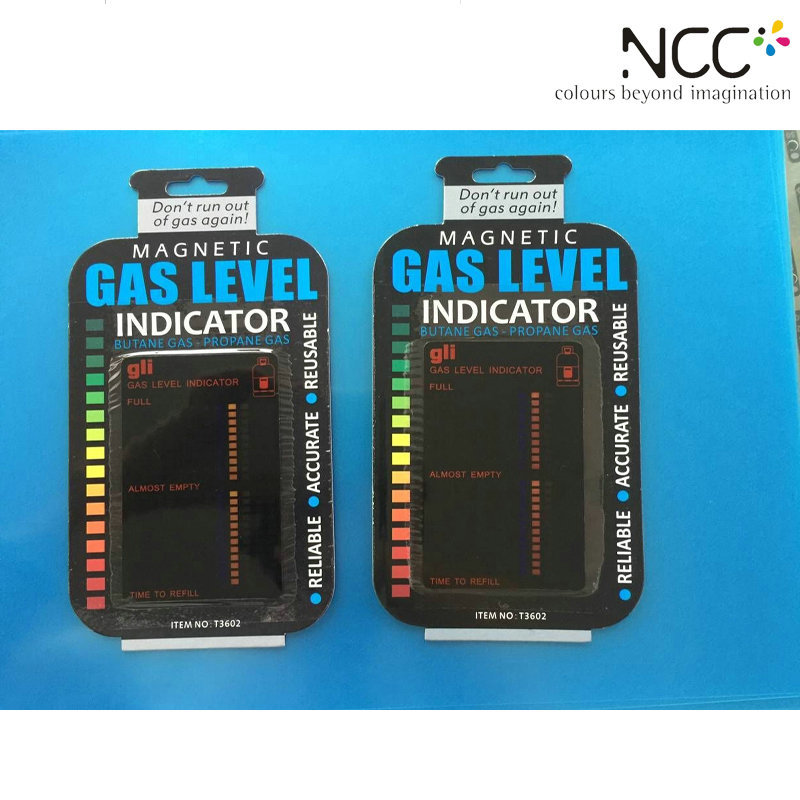 NCC
colours beyond imagination
Don't run out
of gas again!
MAGNETIC
GAS LEVEL
INDICATOR
BUTANE GAS - PROPANE GAS
gli
GAS LEVEL INDICATOR
FULL
ALMOST EMPTY
TIME TO REFILL
RELIABLE • ACCURATE • REUSABLE
ITEM NO: T3602
Don't run out
of gas again!
MAGNETIC
GAS LEVEL
INDICATOR
BUTANE GAS - PROPANE GAS
gli
GAS LEVEL INDICATOR
FULL
ALMOST EMPTY
TIME TO REFILL
RELIABLE • ACCURATE • REUSABLE
ITEM NO: T3602